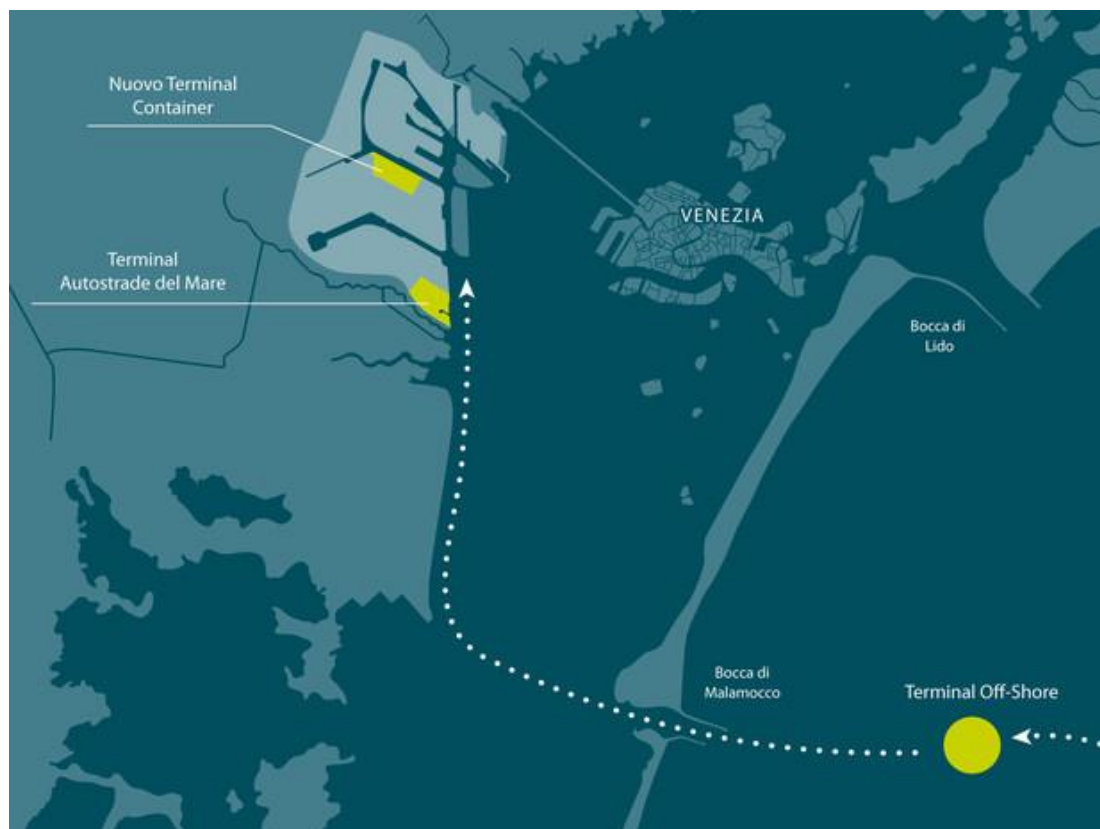 Nuovo Terminal
Container
Terminal
Autostrade del Mare
VENEZIA
Bocca di
Lido
Bocca di
Malamocco
Terminal Off-Shore